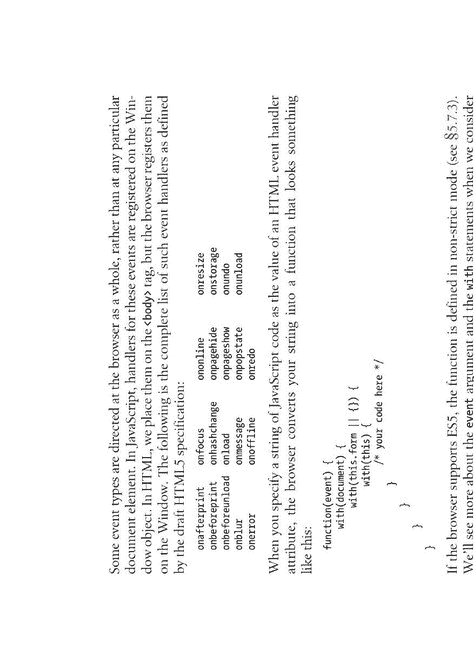 Some event types are directed at the browser as a whole, rather than at any particular
document element. In JavaScript, handlers for these events are registered on the Win-
dow object. In HTML, we place them on the <body> tag, but the browser registers them
on the Window. The following is the complete list of such event handlers as defined
by the draft HTML5 specification:
onafterprint onfocus ononline onresize
onbeforeprint onhashchange onpagehide onstorage
onbeforeunload onload onpageshow onundo
onblur onmessage onpopstate onunload
onerror onoffline onredo
When you specify a string of JavaScript code as the value of an HTML event handler
attribute, the browser converts your string into a function that looks something
like this:
function(event) {
with(document) {
with(this.form || {}) {
with(this) {
/* your code here */
}
}
}
}
If the browser supports ES5, the function is defined in non-strict mode (see §5.7.3).
We'll see more about the event argument and the with statements when we consider